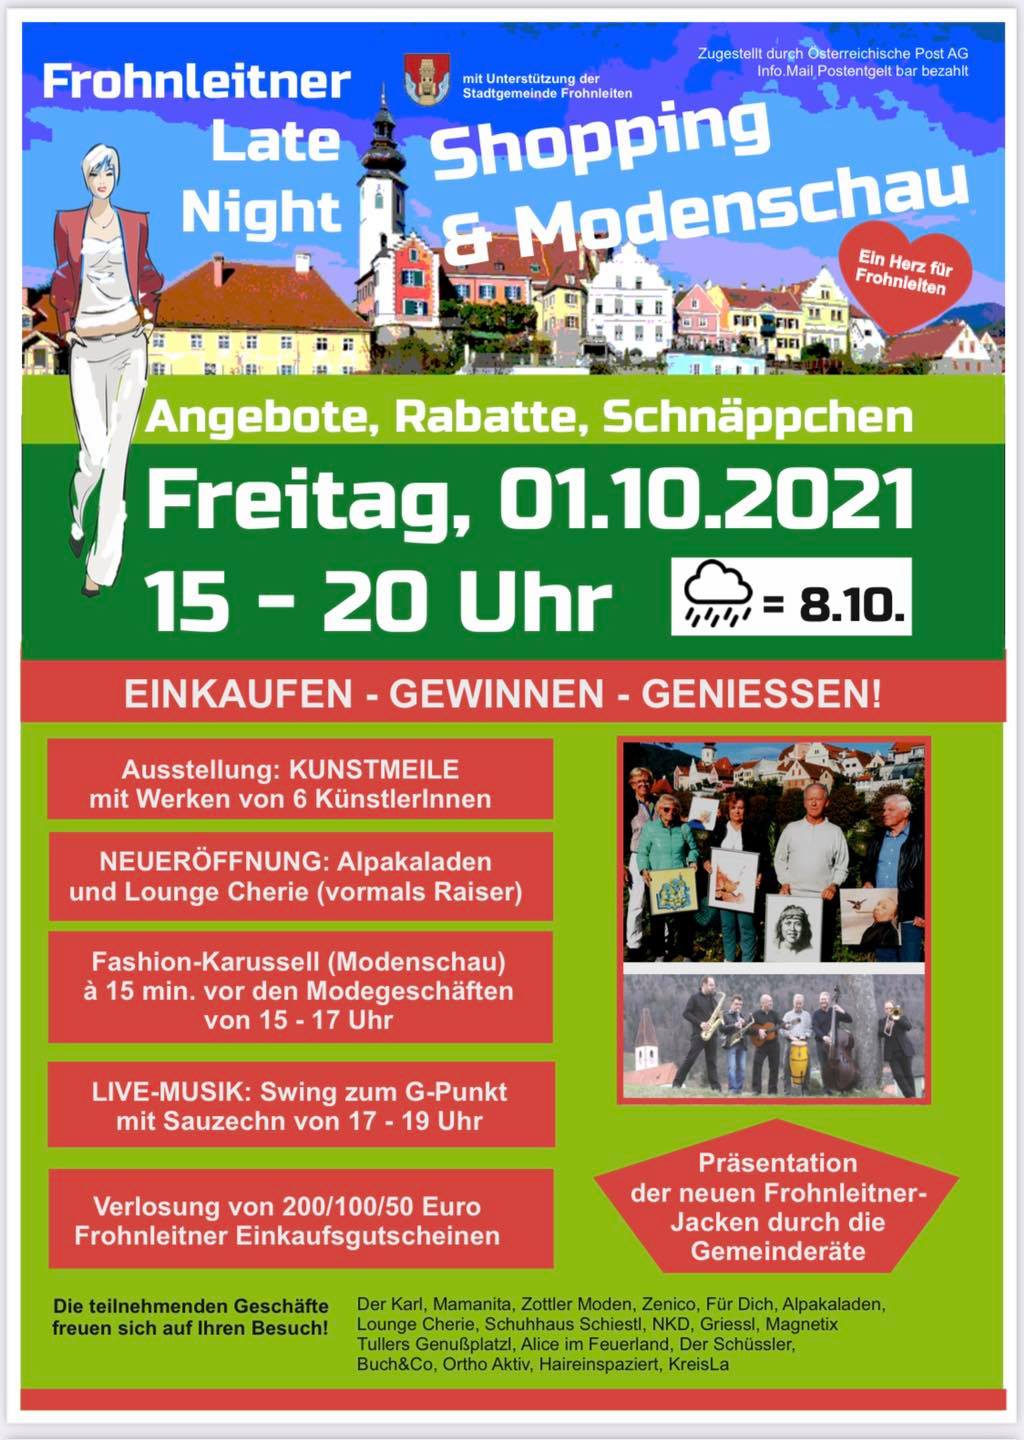 Zugestellt durch Österreichische Post AG
Info.Mail Postentgelt bar bezahlt
mit Unterstützung der
Stadtgemeinde Frohnleiten
Frohnleitner
Late
Night
Shopping
& Modenschau
Ein Herz für
Frohnleiten
Angebote, Rabatte, Schnäppchen
Freitag, 01.10.2021
15 - 20 Uhr
= 8.10.
EINKAUFEN - GEWINNEN - GENIESSEN!
Ausstellung: KUNSTMEILE
mit Werken von 6 KünstlerInnen
NEUERÖFFNUNG: Alpakaladen
und Lounge Cherie (vormals Raiser)
Fashion-Karussell (Modenschau)
à 15 min. vor den Modegeschäften
von 15 - 17 Uhr
LIVE-MUSIK: Swing zum G-Punkt
mit Sauzechn von 17 - 19 Uhr
Verlosung von 200/100/50 Euro
Frohnleitner Einkaufsgutscheinen
Präsentation
der neuen Frohnleitner-
Jacken durch die
Gemeinderäte
Die teilnehmenden Geschäfte
freuen sich auf Ihren Besuch!
Der Karl, Mamanita, Zottler Moden, Zenico, Für Dich, Alpakaladen,
Lounge Cherie, Schuhhaus Schiestl, NKD, Griessl, Magnetix
Tullers Genußplatzl, Alice im Feuerland, Der Schüssler,
Buch&Co, Ortho Aktiv, Haireinspaziert, KreisLa